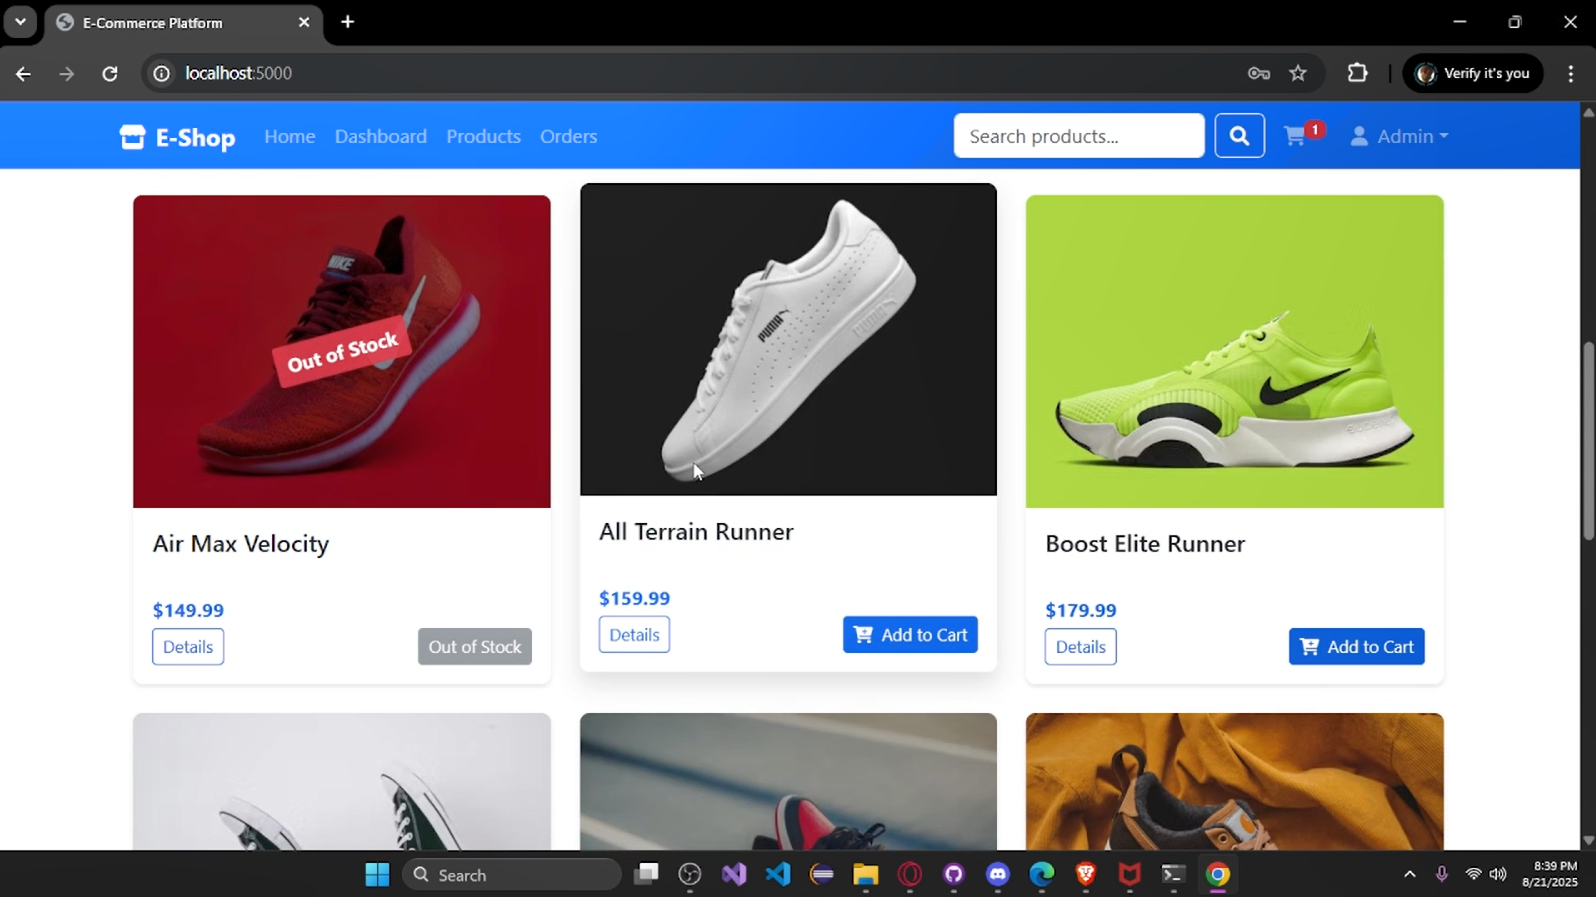 E-Commerce Platform
localhost:5000
Verify it's you
E-Shop
Home
Dashboard
Products
Orders
Search products...
1
Admin
NIKE
Out of Stock
PUMA
PUMA
Air Max Velocity
$149.99
Details
Out of Stock
All Terrain Runner
$159.99
Details
Add to Cart
Boost Elite Runner
$179.99
Details
Add to Cart
Search
8:39 PM
8/21/2025